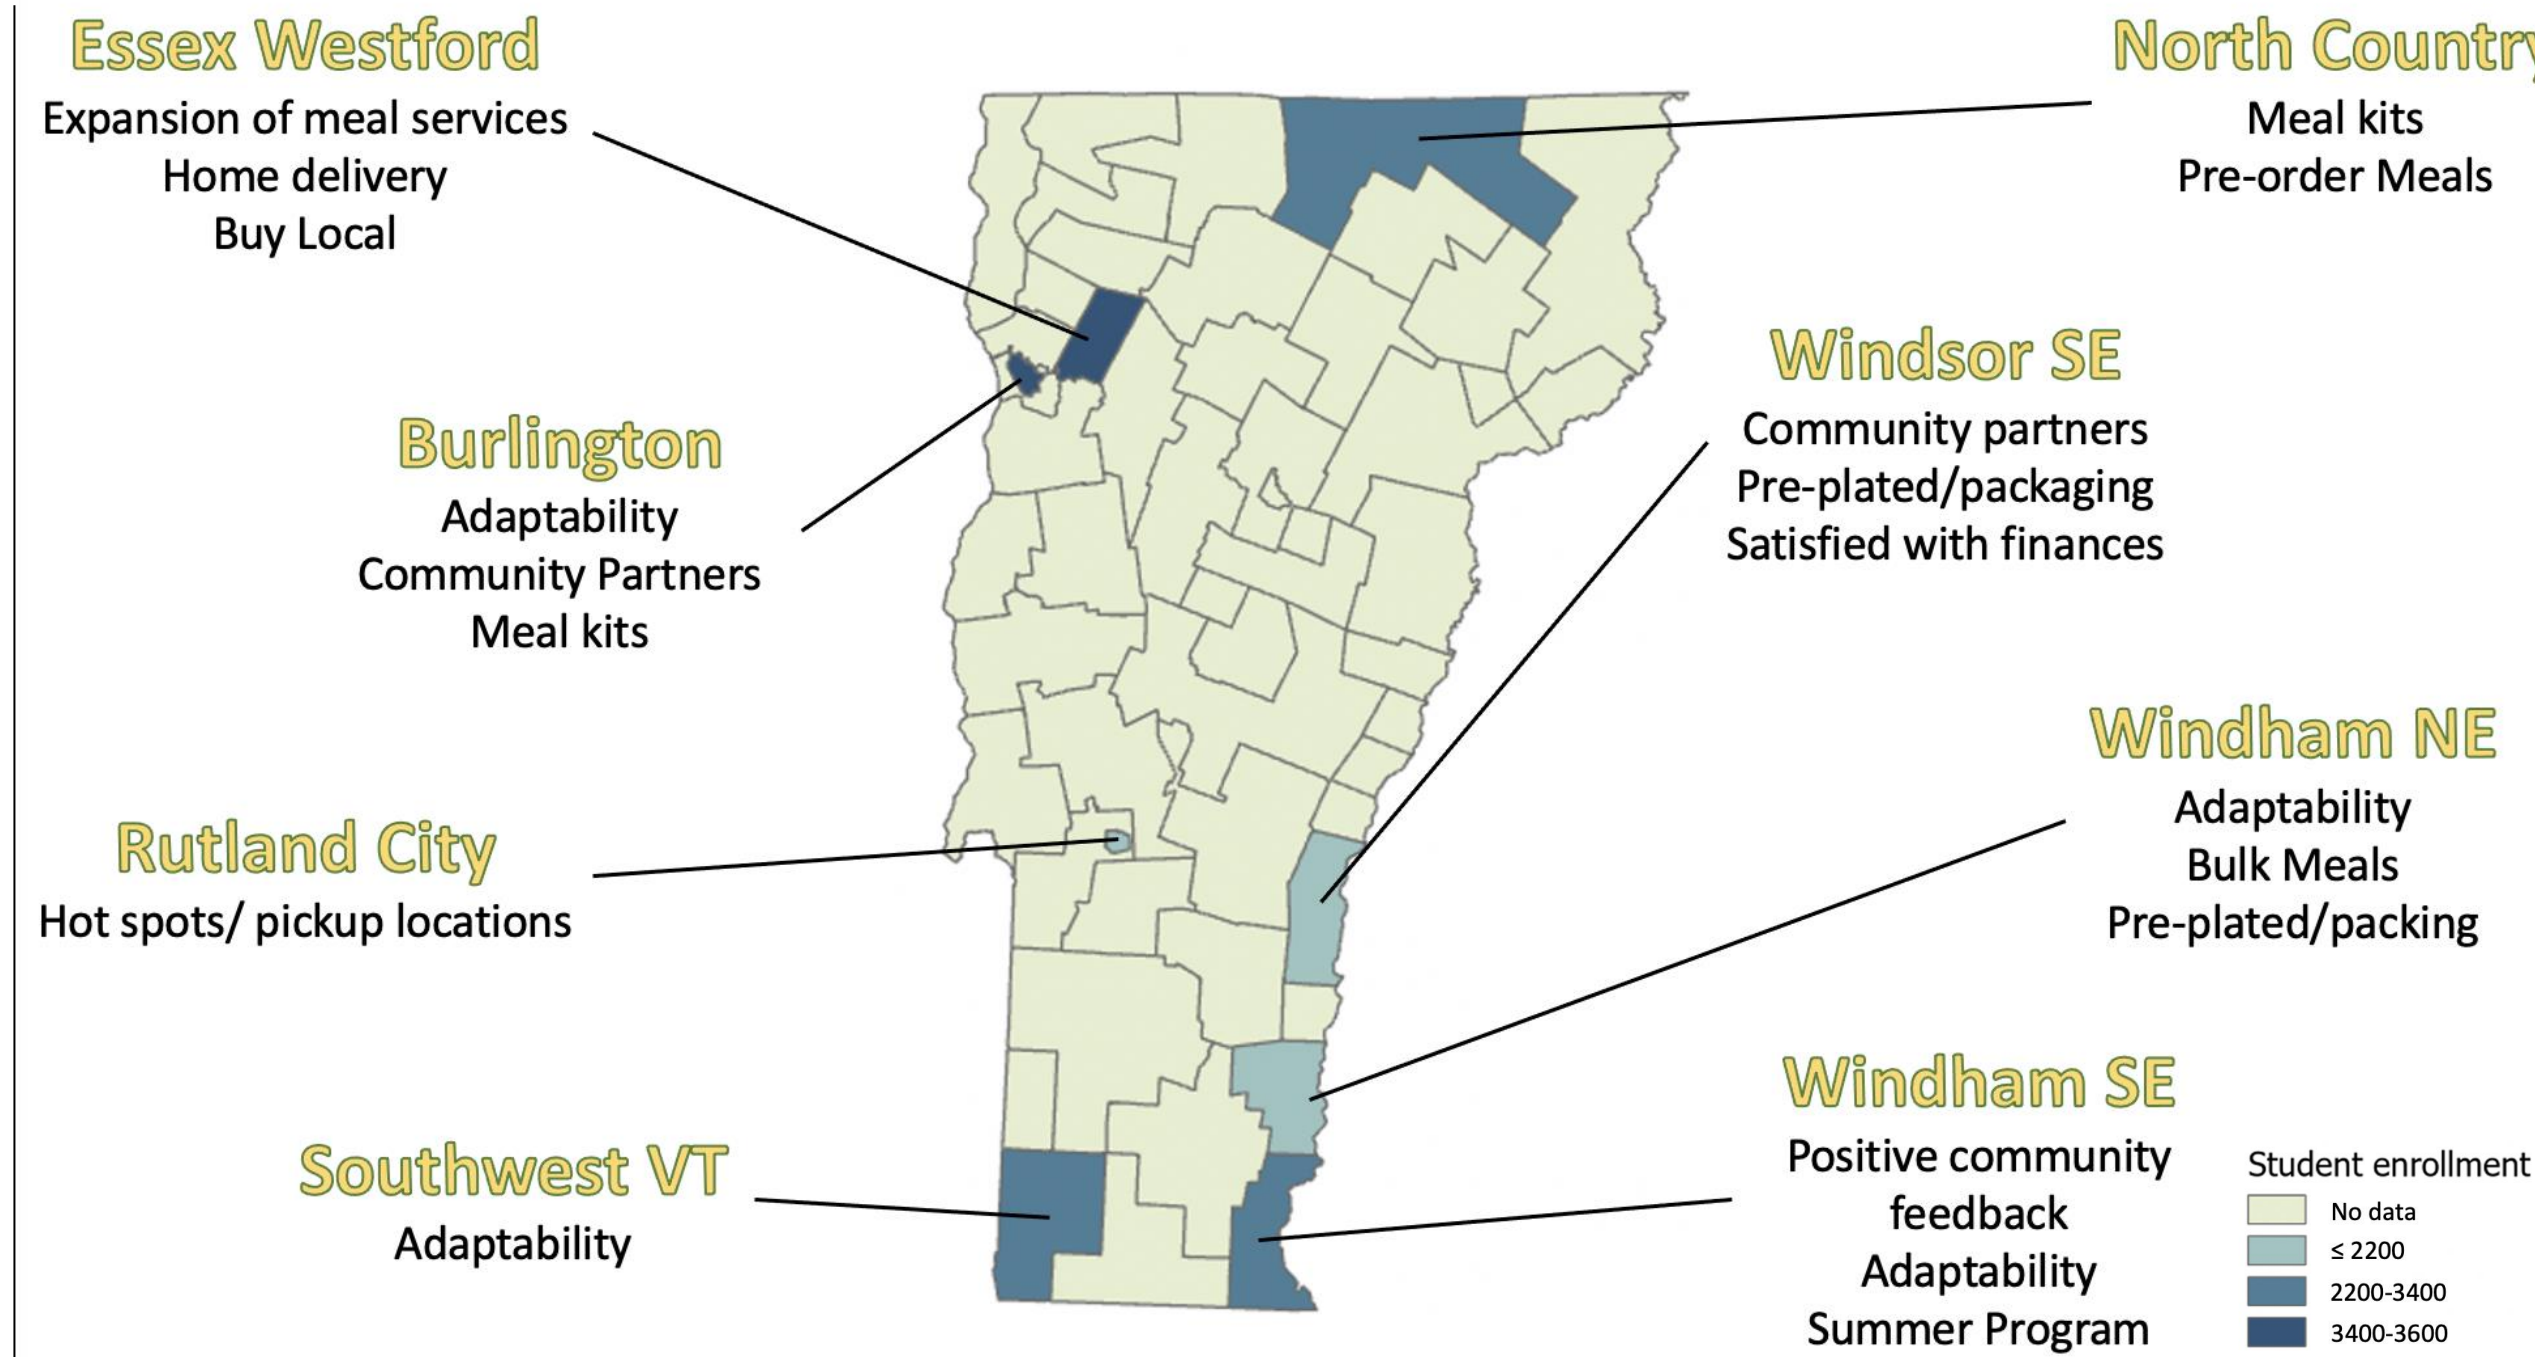 Essex Westford
Expansion of meal services
Home delivery
Buy Local
North Country
Meal kits
Pre-order Meals
Burlington
Adaptability
Community Partners
Meal kits
Windsor SE
Community partners
Pre-plated/packaging
Satisfied with finances
Rutland City
Hot spots/ pickup locations
Windham NE
Adaptability
Bulk Meals
Pre-plated/packing
Southwest VT
Adaptability
Windham SE
Positive community
feedback
Adaptability
Summer Program
Student enrollment
No data
≤ 2200
2200-3400
3400-3600